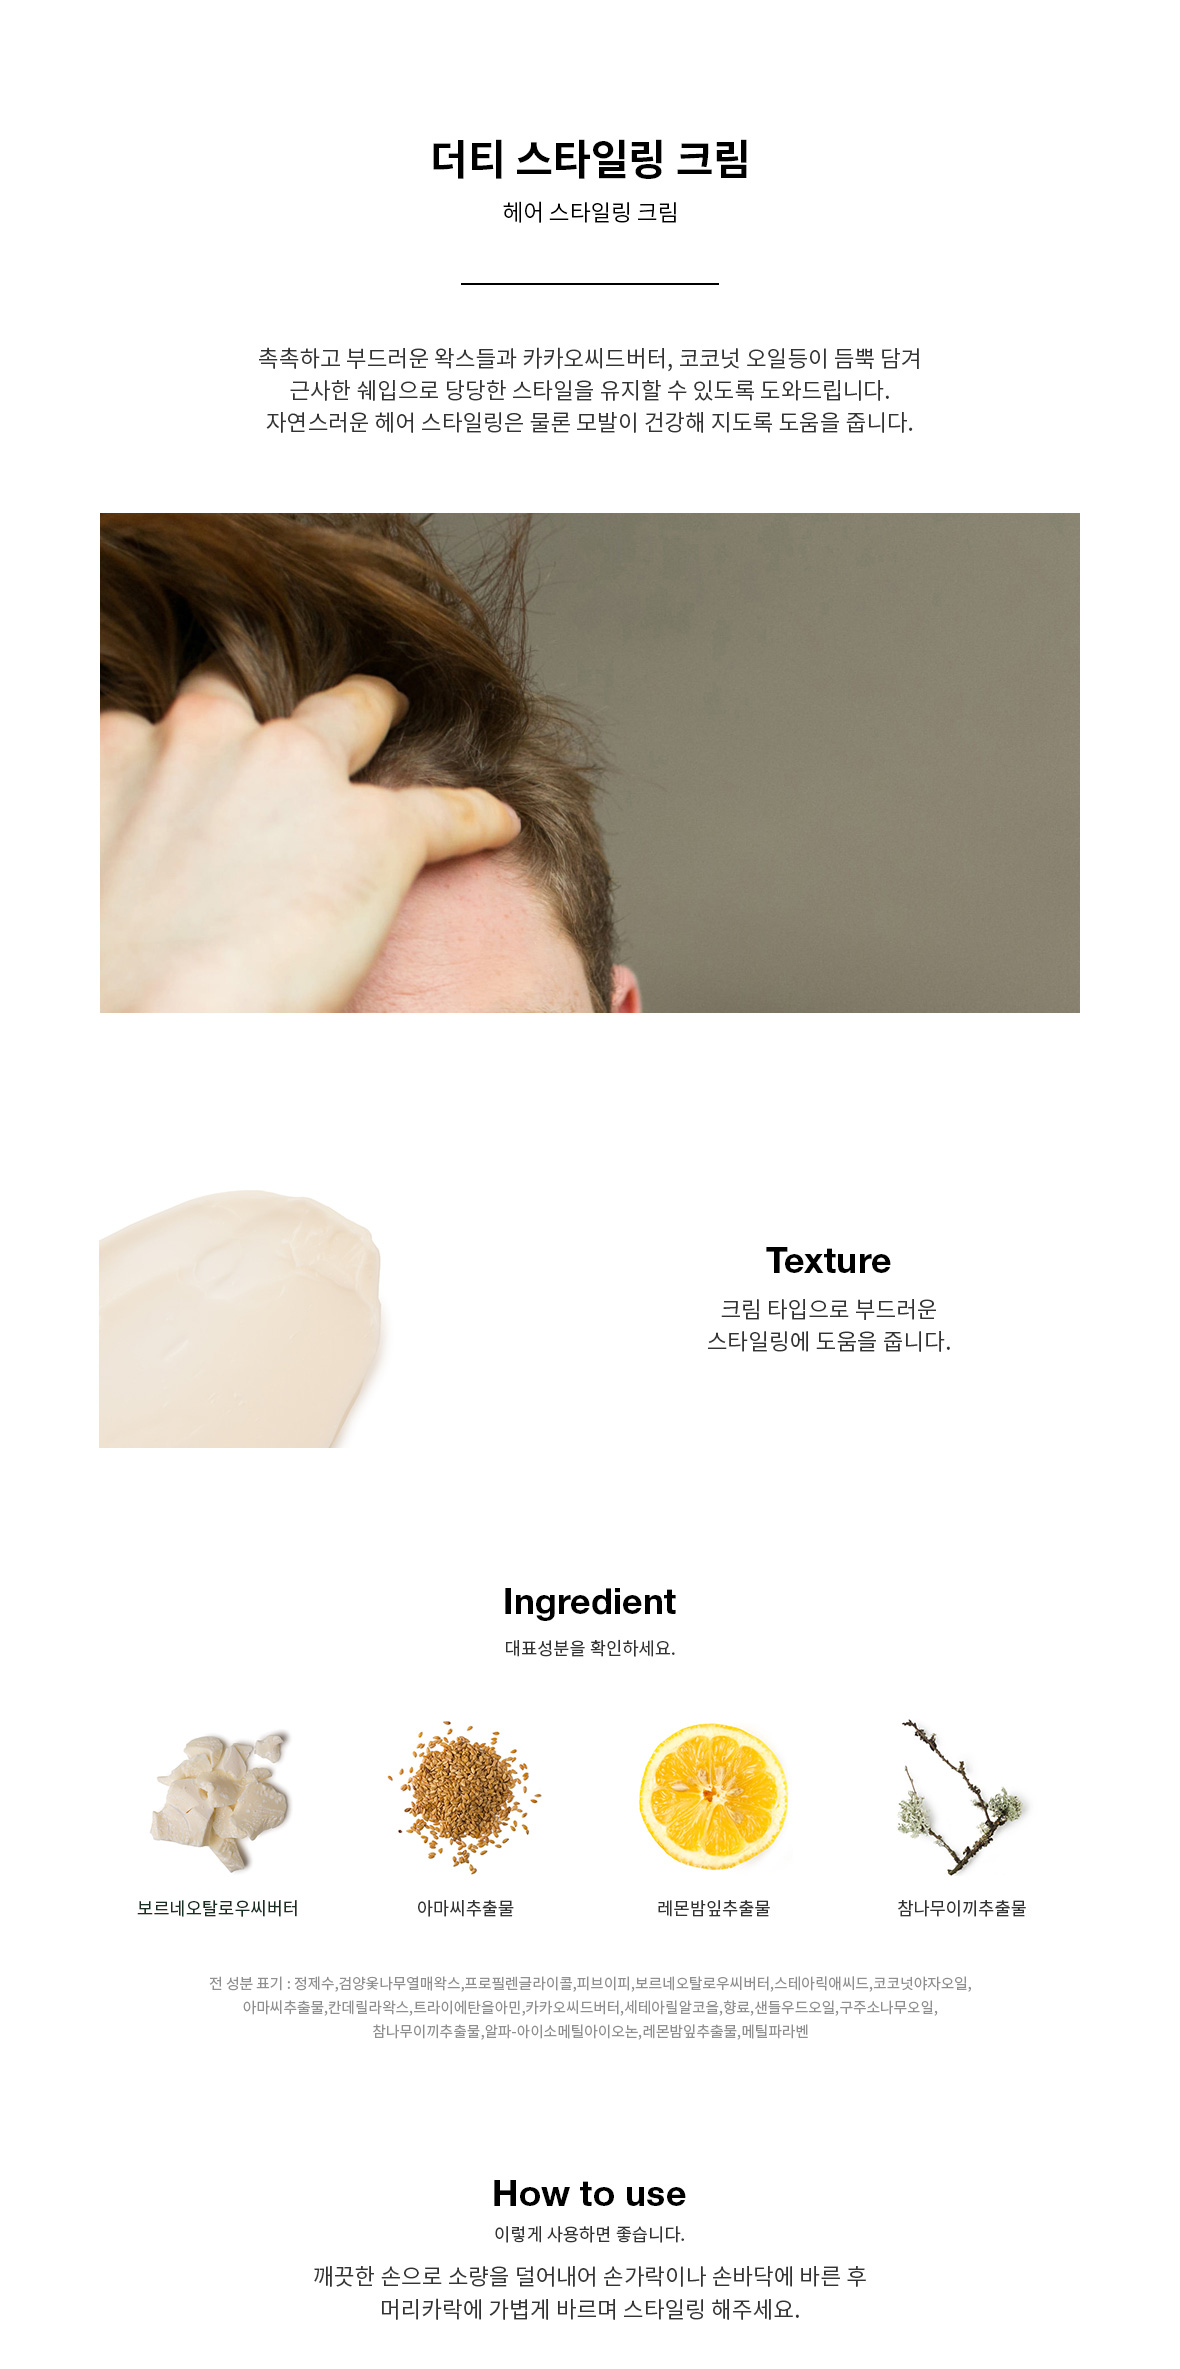 더티 스타일링 크림
헤어 스타일링 크림
촉촉하고 부드러운 왁스들과 카카오씨드버터, 코코넛 오일등이 듬뿍 담겨
근사한 쉐입으로 당당한 스타일을 유지할 수 있도록 도와드립니다.
자연스러운 헤어 스타일링은 물론 모발이 건강해 지도록 도움을 줍니다.
Texture
크림 타입으로 부드러운
스타일링에 도움을 줍니다.
Ingredient
대표성분을 확인하세요.
보르네오탈로우씨버터
아마씨추출물
레몬밤잎추출물
참나무이끼추출물
전 성분 표기 : 정제수,검양옻나무열매왁스,프로필렌글라이콜,피브이피,보르네오탈로우씨버터,스테아릭애씨드,코코넛야자오일,
아마씨추출물,칸데릴라왁스,트라이에탄올아민,카카오씨드버터,세테아릴알코올,향료,샌들우드오일,구주소나무오일,
참나무이끼추출물,알파-아이소메틸아이오논,레몬밤잎추출물,메틸파라벤
How to use
이렇게 사용하면 좋습니다.
깨끗한 손으로 소량을 덜어내어 손가락이나 손바닥에 바른 후
머리카락에 가볍게 바르며 스타일링 해주세요.